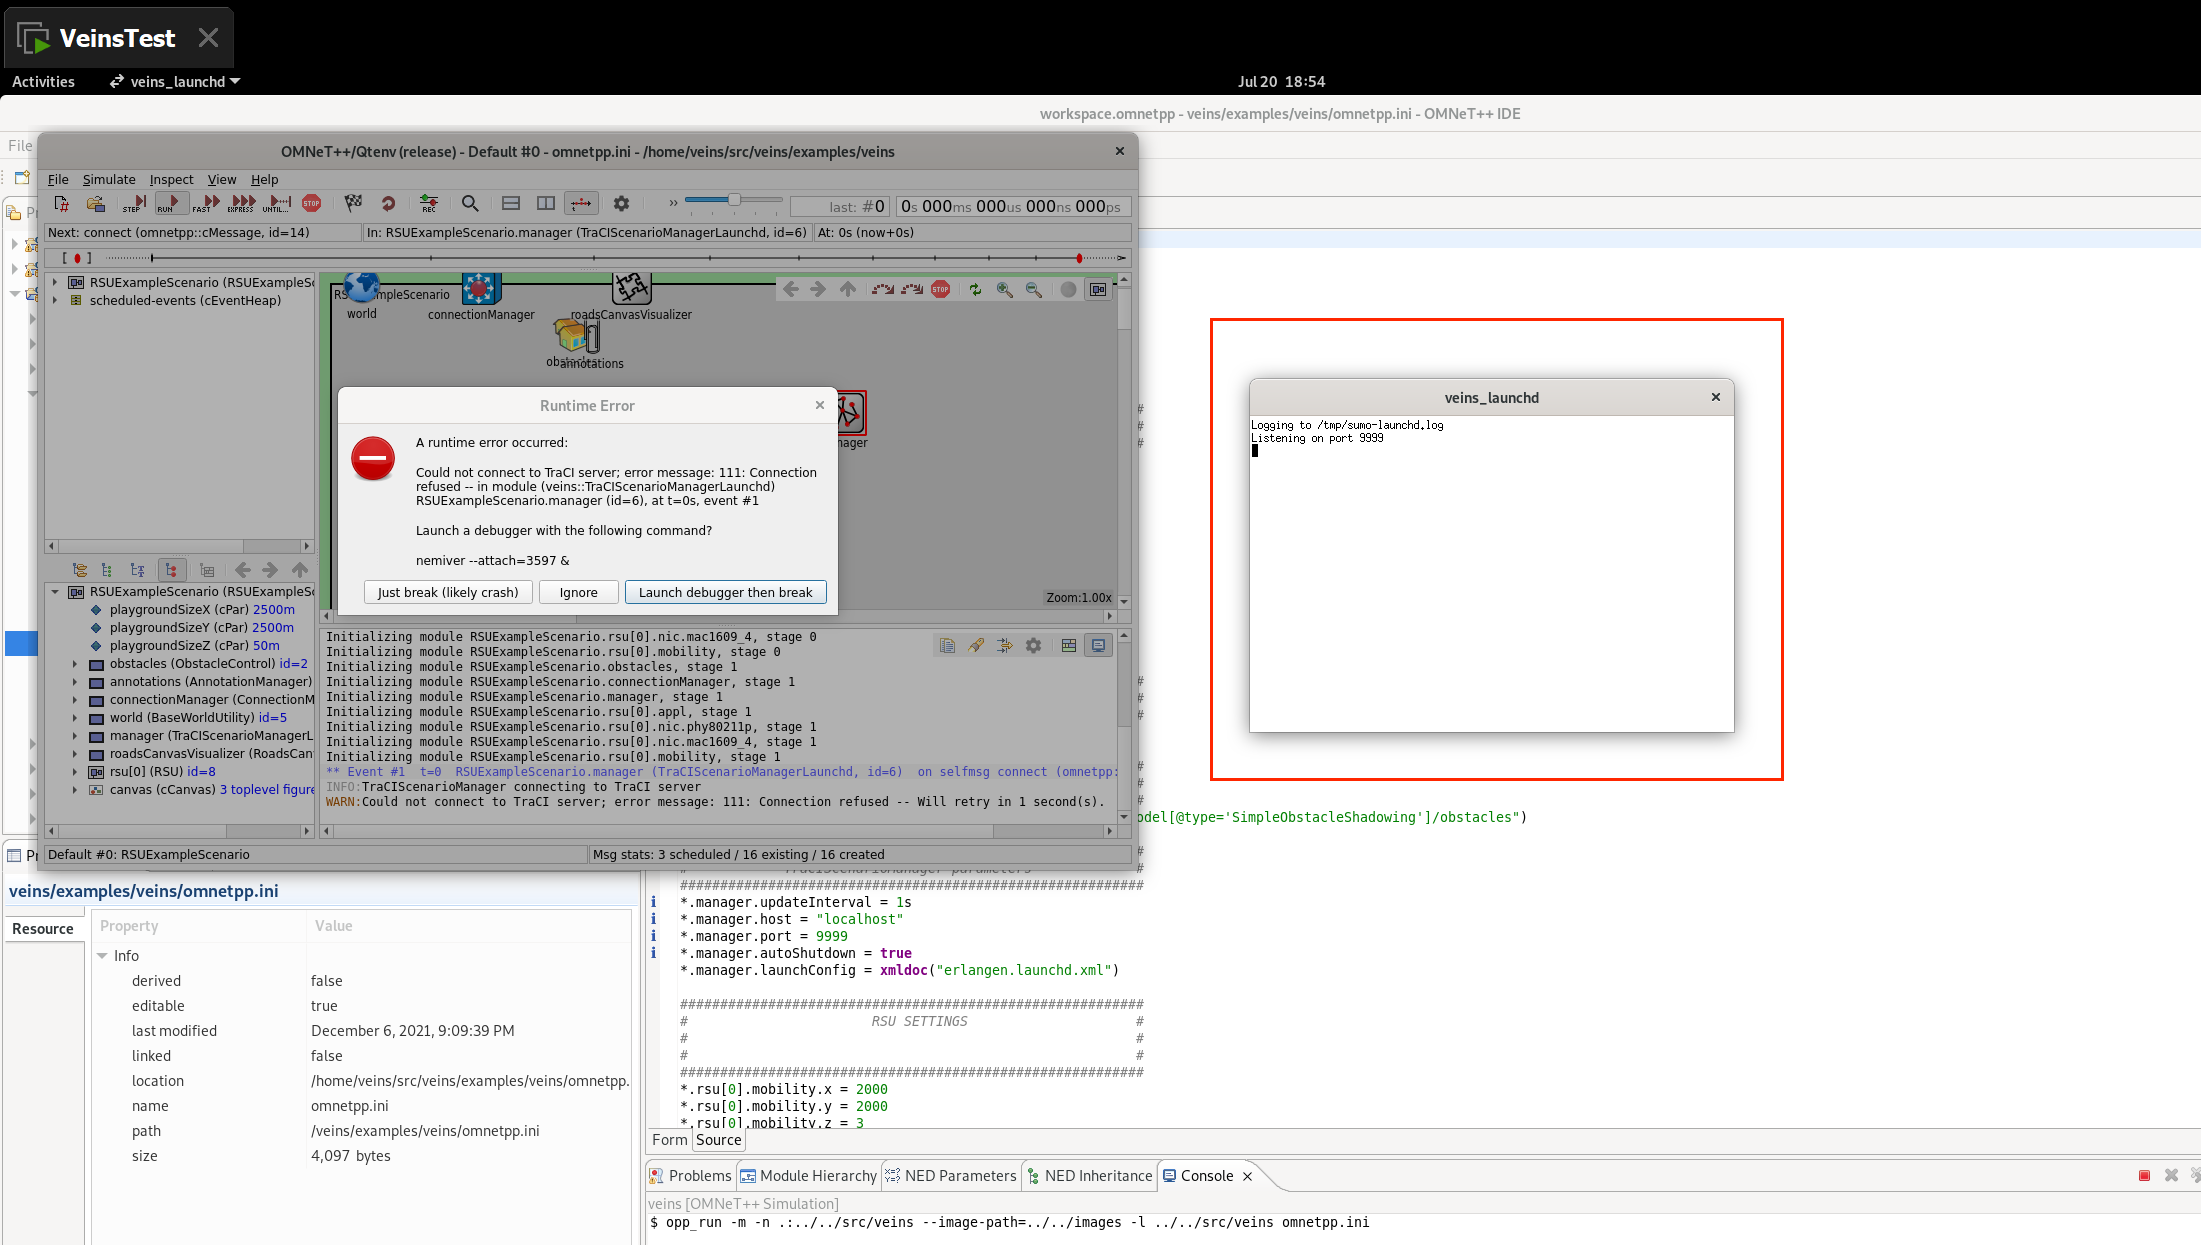 VeinsTest
Activities
veins_launchd
Jul 20 18:54
workspace.omnetpp - veins/examples/veins/omnetpp.ini - OMNeT++ IDE
File
OMNeT++/Qtenv (release) - Default #0 - omnetpp.ini - /home/veins/src/veins/examples/veins
File Simulate Inspect View Help
STEP RUN FAST EXPRESS UNTIL... STOP REC
last: #0
0s 000ms 000us 000ns 000ps
Next: connect (omnetpp::cMessage, id=14)
In: RSUExampleScenario.manager (TraCIScenarioManagerLaunchd, id=6)
At: 0s (now+0s)
RSUExampleScenario (RSUExampleSc
scheduled-events (cEventHeap)
world
connectionManager
roadsCanvasVisualizer
annotations
STOP
nager
Zoom:1.00x
Runtime Error
A runtime error occurred:
Could not connect to TraCI server; error message: 111: Connection
refused -- in module (veins::TraCIScenarioManagerLaunchd)
RSUExampleScenario.manager (id=6), at t=0s, event #1
Launch a debugger with the following command?
nemiver --attach=3597 &
Just break (likely crash)
Ignore
Launch debugger then break
RSUExampleScenario (RSUExampleSc
playgroundSizeX (cPar) 2500m
playgroundSizeY (cPar) 2500m
playgroundSizeZ (cPar) 50m
obstacles (ObstacleControl) id=2
annotations (AnnotationManager)
connectionManager (ConnectionM
world (BaseWorldUtility) id=5
manager (TraCIScenarioManagerL
roadsCanvasVisualizer (RoadsCan
rsu[0] (RSU) id=8
canvas (cCanvas) 3 toplevel figure
Initializing module RSUExampleScenario.rsu[0].nic.mac1609_4, stage 0
Initializing module RSUExampleScenario.rsu[0].mobility, stage 0
Initializing module RSUExampleScenario.obstacles, stage 1
Initializing module RSUExampleScenario.connectionManager, stage 1
Initializing module RSUExampleScenario.manager, stage 1
Initializing module RSUExampleScenario.rsu[0].appl, stage 1
Initializing module RSUExampleScenario.rsu[0].nic.phy80211p, stage 1
Initializing module RSUExampleScenario.rsu[0].nic.mac1609_4, stage 1
Initializing module RSUExampleScenario.rsu[0].mobility, stage 1
** Event #1 t=0 RSUExampleScenario.manager (TraCIScenarioManagerLaunchd, id=6) on selfmsg connect (omnetpp:
INFO:TraCIScenarioManager connecting to TraCI server
WARN:Could not connect to TraCI server; error message: 111: Connection refused -- Will retry in 1 second(s).
Default #0: RSUExampleScenario
Msg stats: 3 scheduled / 16 existing / 16 created
veins_launchd
Logging to /tmp/sumo-launchd.log
Listening on port 9999
odel[@type='SimpleObstacleShadowing']/obstacles")
# TraCIScenarioManager parameters #
##########################################################
*.manager.updateInterval = 1s
*.manager.host = "localhost"
*.manager.port = 9999
*.manager.autoShutdown = true
*.manager.launchConfig = xmldoc("erlangen.launchd.xml")
##########################################################
# RSU SETTINGS #
# #
# #
##########################################################
*.rsu[0].mobility.x = 2000
*.rsu[0].mobility.y = 2000
*.rsu[0].mobility.z = 3
Form Source
veins/examples/veins/omnetpp.ini
Resource
Property Value
Info
derived false
editable true
last modified December 6, 2021, 9:09:39 PM
linked false
location /home/veins/src/veins/examples/veins/omnetpp.
name omnetpp.ini
path /veins/examples/veins/omnetpp.ini
size 4,097 bytes
Problems Module Hierarchy NED Parameters NED Inheritance Console
veins [OMNeT++ Simulation]
$ opp_run -m -n .:../../src/veins --image-path=../../images -l ../../src/veins omnetpp.ini